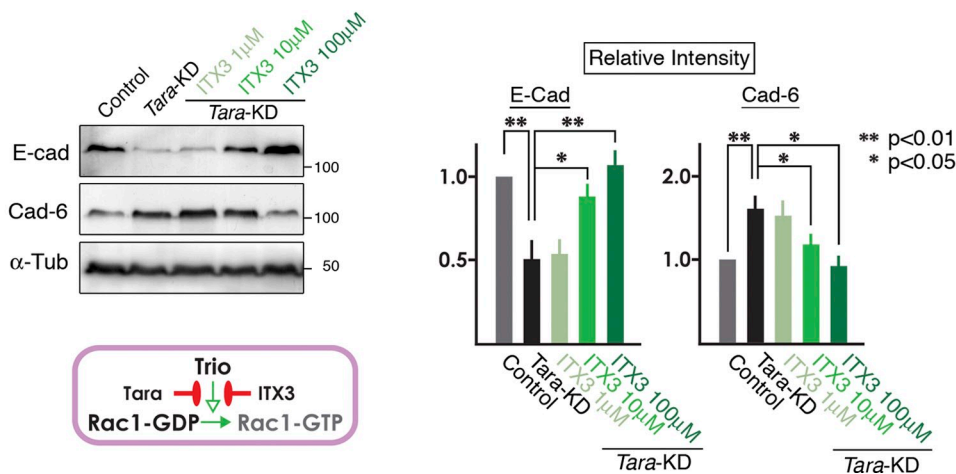 Control
Tara-KD
ITX3 1μM
ITX3 10μM
ITX3 100μM
Tara-KD
E-cad
100
Cad-6
100
α-Tub
50
Trio
Tara
ITX3
Rac1-GDP
Rac1-GTP
Relative Intensity
E-Cad
** **
*
1.0
0.5
Control
Tara-KD
ITX3 1μM
ITX3 10μM
ITX3 100μM
Tara-KD
Cad-6
** *
*
2.0
1.0
Control
Tara-KD
ITX3 1μM
ITX3 10μM
ITX3 100μM
Tara-KD
** p<0.01
* p<0.05